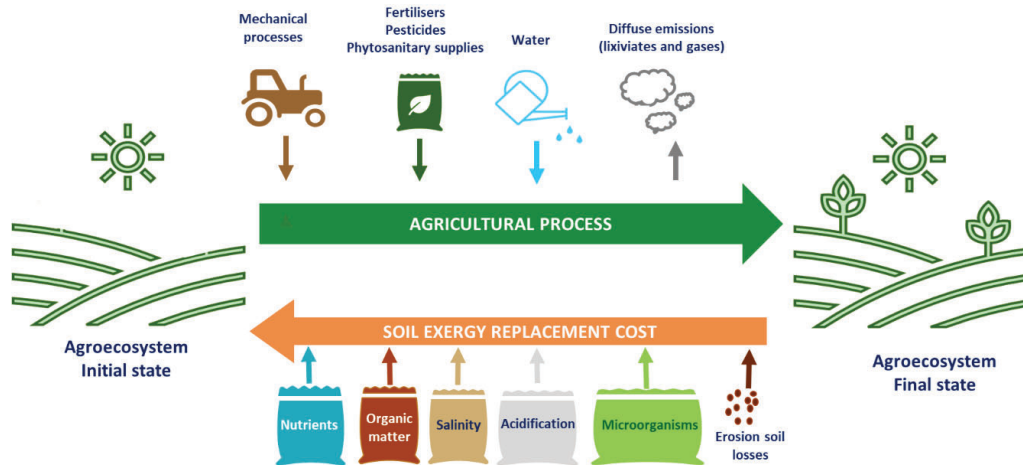 Mechanical
processes
Fertilisers
Pesticides
Phytosanitary supplies
Water
Diffuse emissions
(lixiviates and gases)
AGRICULTURAL PROCESS
SOIL EXERGY REPLACEMENT COST
Agroecosystem
Initial state
Agroecosystem
Final state
Nutrients
Organic
matter
Salinity
Acidification
Microorganisms
Erosion soil
losses